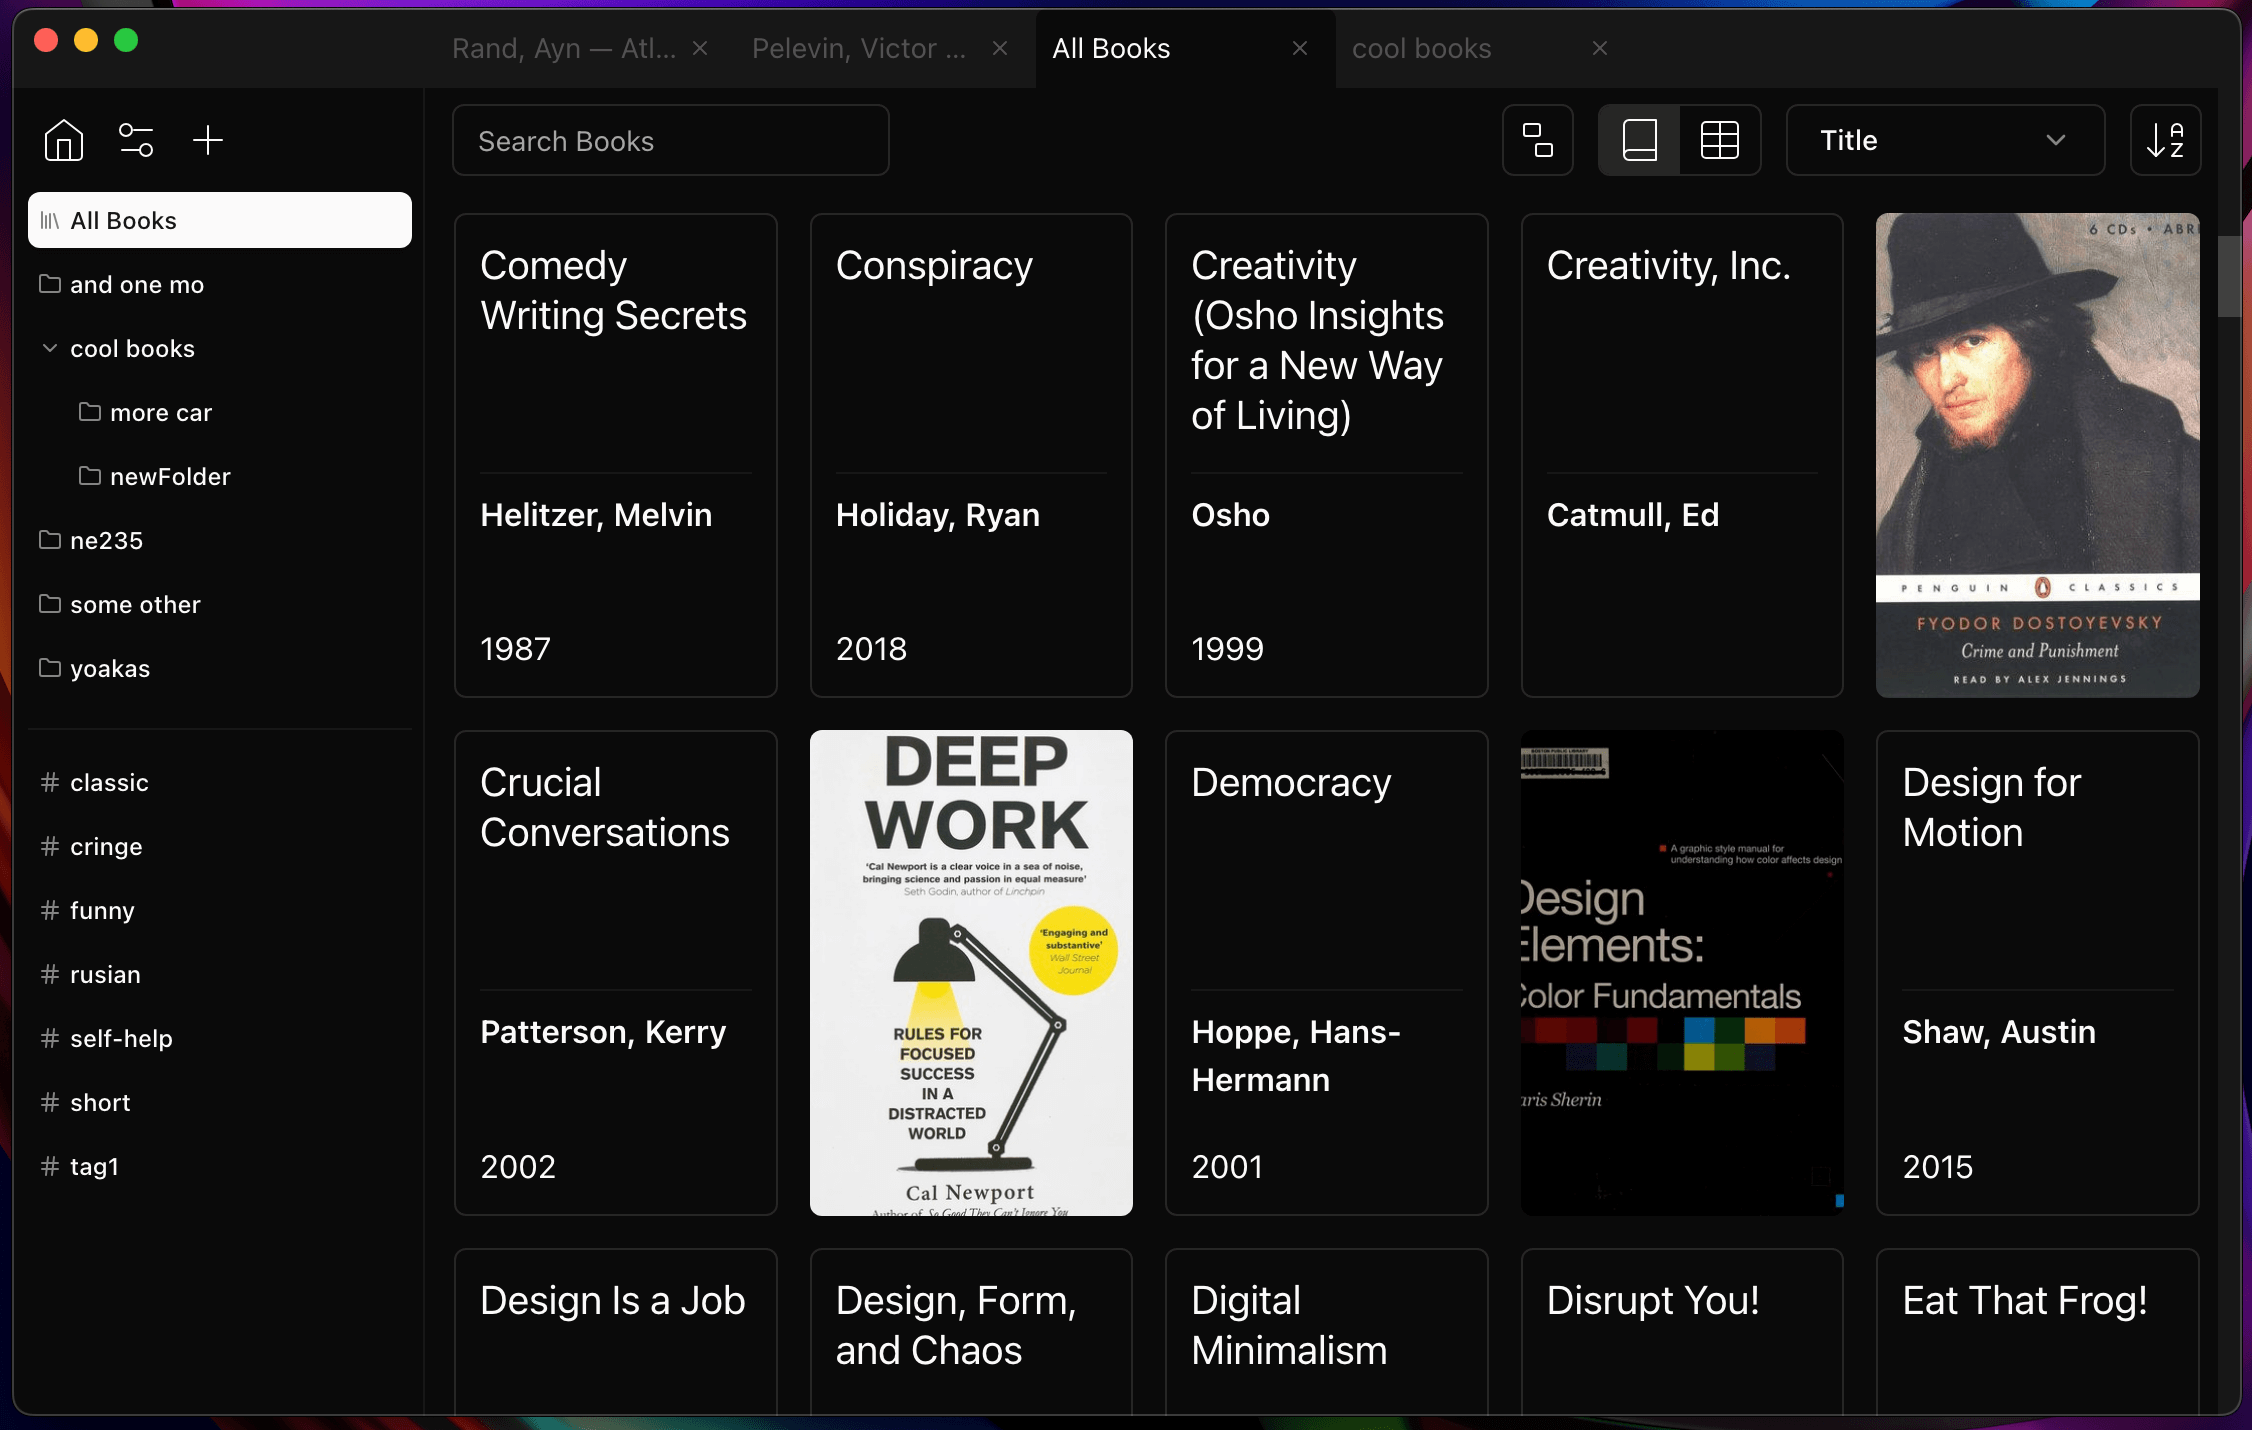 Rand, Ayn — Atl...
Pelevin, Victor ...
All Books
cool books
Search Books
Title
A
Z
All Books
and one mo
cool books
more car
newFolder
ne235
some other
yoakas
# classic
# cringe
# funny
# rusian
# self-help
# short
# tag1
Comedy
Writing Secrets
Helitzer, Melvin
1987
Conspiracy
Holiday, Ryan
2018
Creativity
(Osho Insights
for a New Way
of Living)
Osho
1999
Creativity, Inc.
Catmull, Ed
6 CDs • ABRI
PENGUIN CLASSICS
FYODOR DOSTOYEVSKY
Crime and Punishment
READ BY ALEX JENNINGS
Crucial
Conversations
Patterson, Kerry
2002
DEEP
WORK
'Cal Newport is a clear voice in a sea of noise,
bringing science and passion in equal measure'
Seth Godin, author of Linchpin
'Engaging and
substantive'
Wall Street
Journal
RULES FOR
FOCUSED
SUCCESS
IN A
DISTRACTED
WORLD
Cal Newport
Author of So Good They Can't Ignore You
Democracy
Hoppe, Hans-
Hermann
2001
BOSTON PUBLIC LIBRARY
A graphic style manual for
understanding how color affects design
Design
Elements:
Color Fundamentals
aris Sherin
Design for
Motion
Shaw, Austin
2015
Design Is a Job
Design, Form,
and Chaos
Digital
Minimalism
Disrupt You!
Eat That Frog!